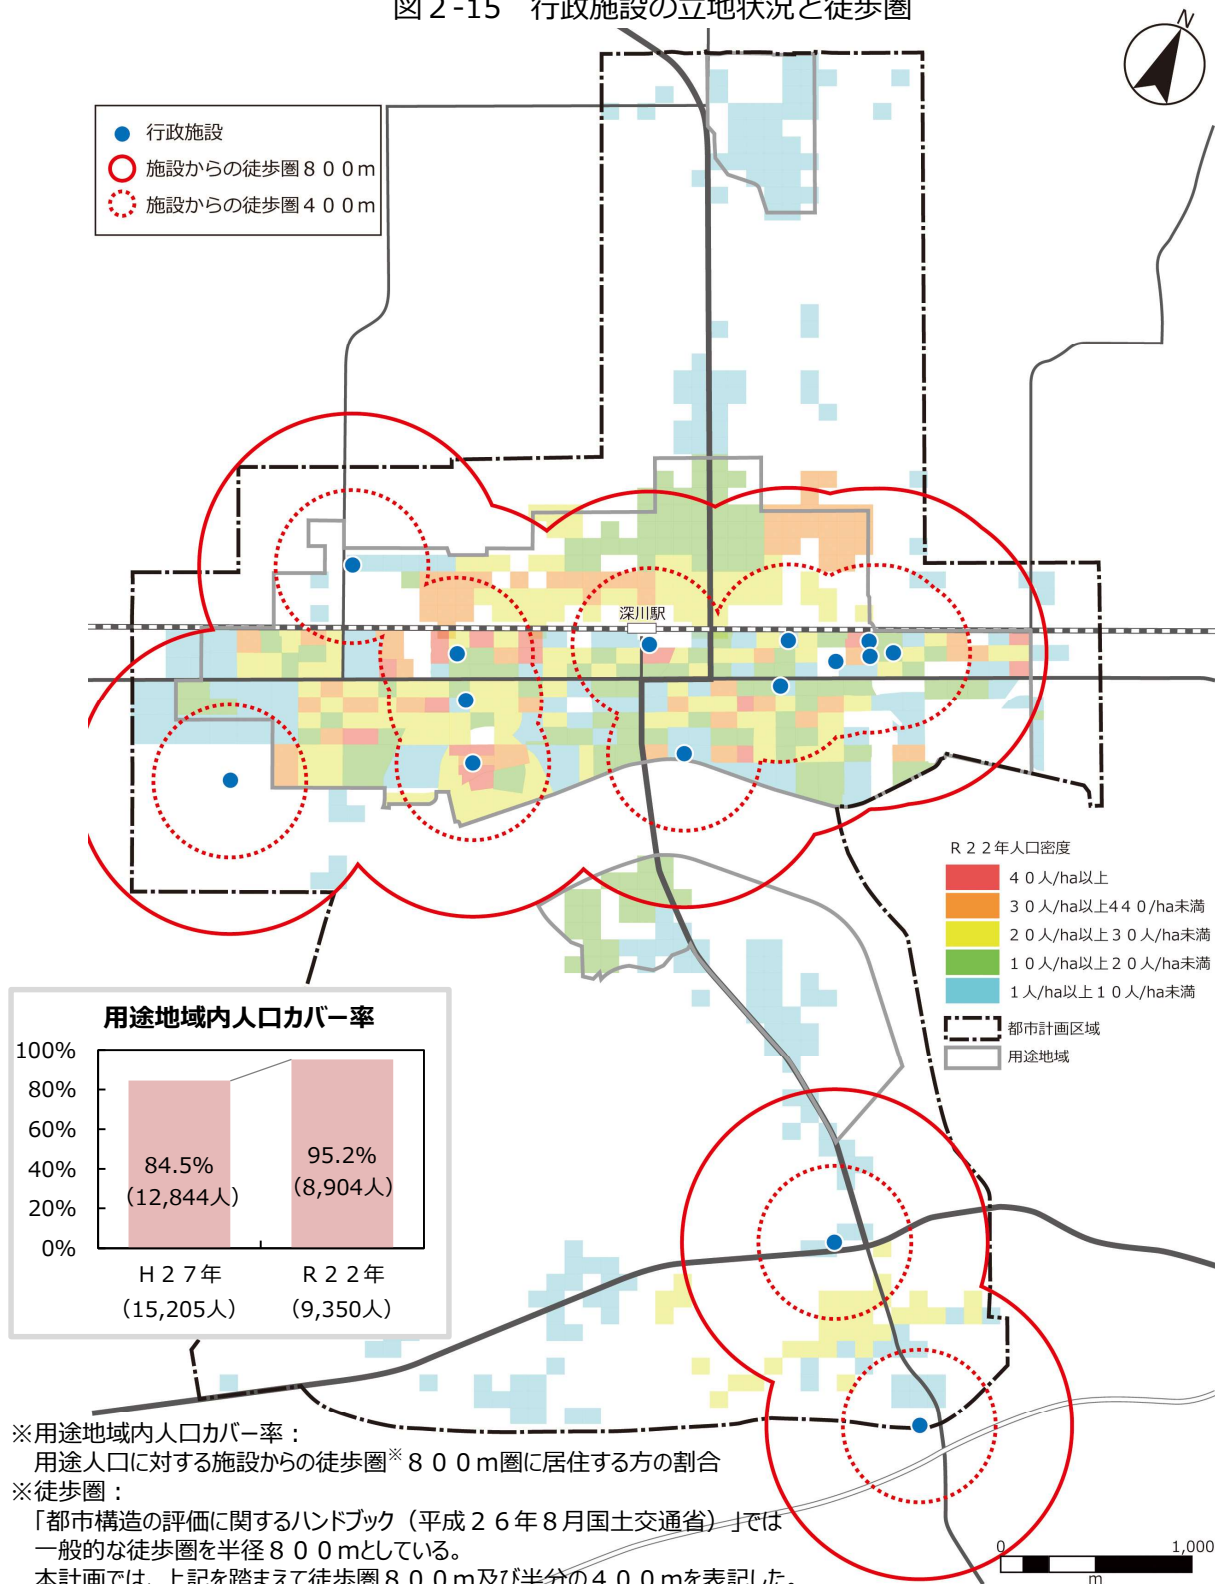 図２-15　行政施設の立地状況と徒歩圏
N
行政施設
施設からの徒歩圏８００m
施設からの徒歩圏４００m
深川駅
Ｒ２２年人口密度
４０人/ha以上
３０人/ha以上４４０/ha未満
２０人/ha以上３０人/ha未満
１０人/ha以上２０人/ha未満
１人/ha以上１０人/ha未満
都市計画区域
用途地域
用途地域内人口カバー率
100%
80%
60%
40%
20%
0%
84.5%
（12,844人）
95.2%
（8,904人）
Ｈ２７年
（15,205人）
Ｒ２２年
（9,350人）
※用途地域内人口カバー率：
用途人口に対する施設からの徒歩圏※８００ｍ圏に居住する方の割合
※徒歩圏：
「都市構造の評価に関するハンドブック（平成２６年８月国土交通省）」では
一般的な徒歩圏を半径８００ｍとしている。
本計画では、上記を踏まえて徒歩圏８００ｍ及び半分の４００ｍを表記した。
0
1,000
m